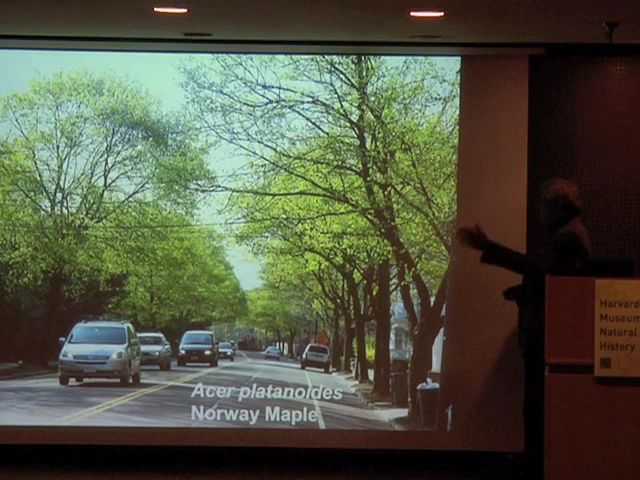 Acer platanoides
Norway Maple
Harvard
Museum
Natural
History